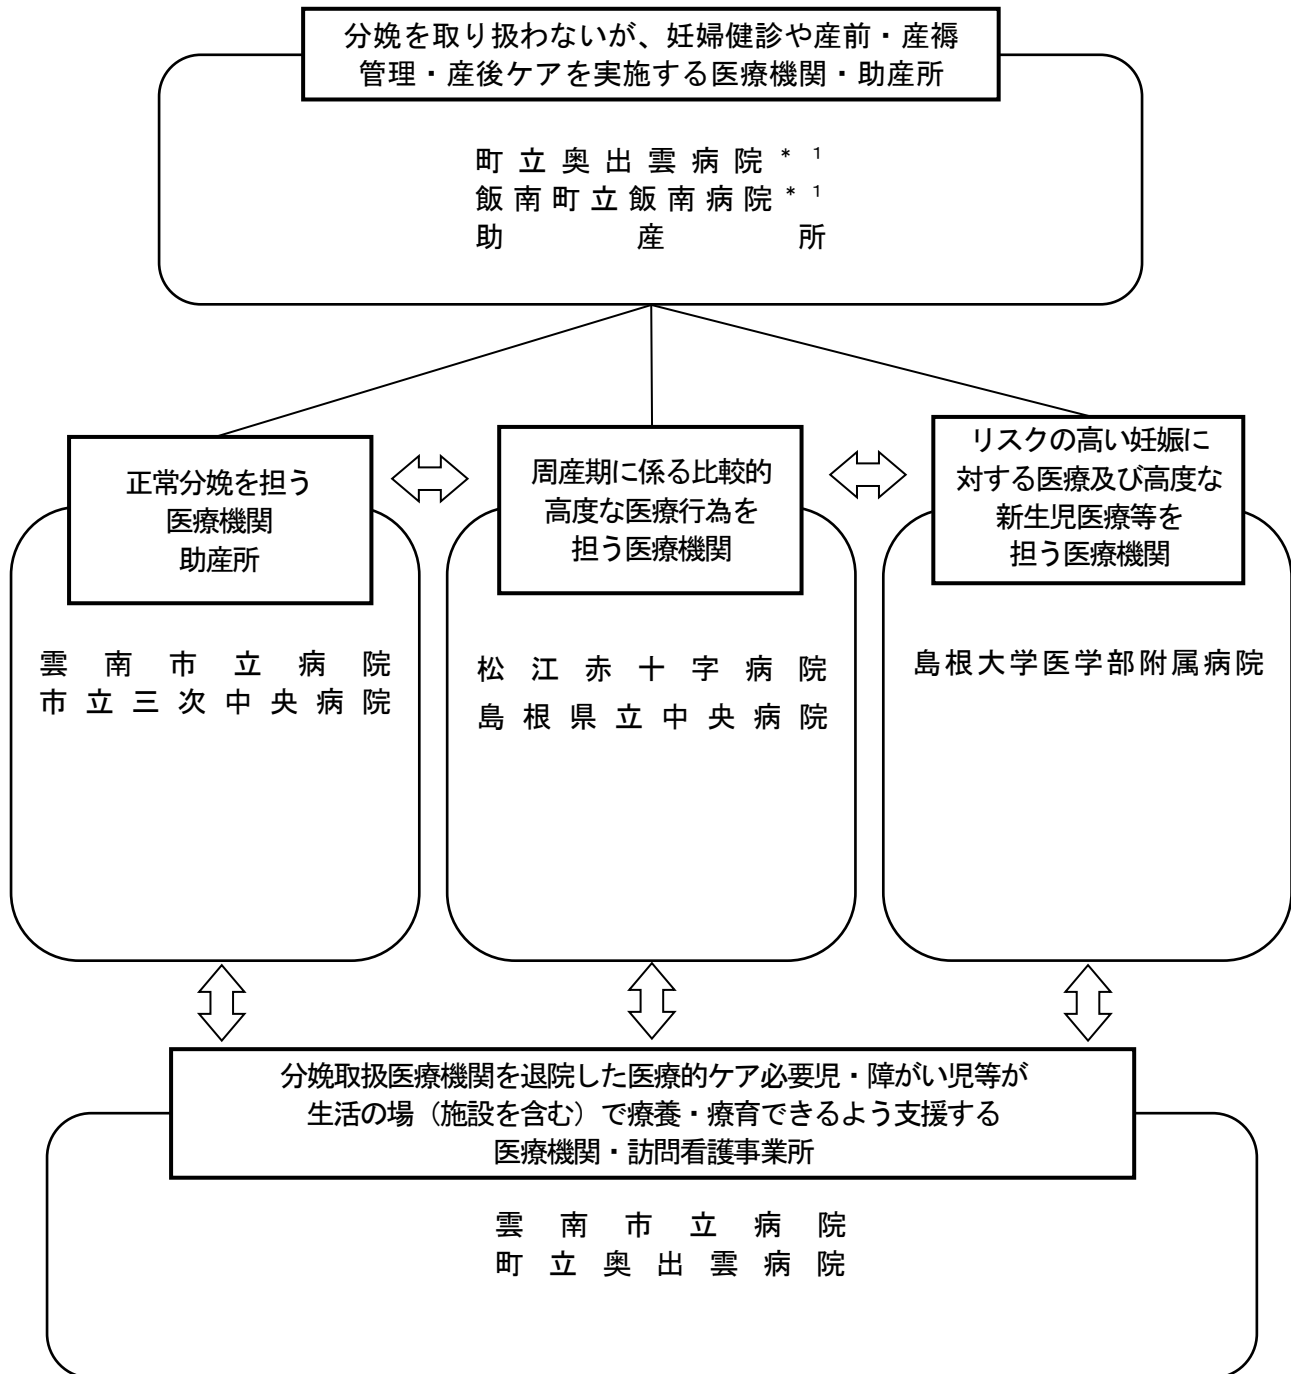 分娩を取り扱わないが、妊婦健診や産前・産褥
管理・産後ケアを実施する医療機関・助産所
町立奥出雲病院*1
飯南町立飯南病院*1
助産所
正常分娩を担う
医療機関
助産所
雲南市立病院
市立三次中央病院
周産期に係る比較的
高度な医療行為を
担う医療機関
松江赤十字病院
島根県立中央病院
リスクの高い妊娠に
対する医療及び高度な
新生児医療等を
担う医療機関
島根大学医学部附属病院
分娩取扱医療機関を退院した医療的ケア必要児・障がい児等が
生活の場（施設を含む）で療養・療育できるよう支援する
医療機関・訪問看護事業所
雲南市立病院
町立奥出雲病院